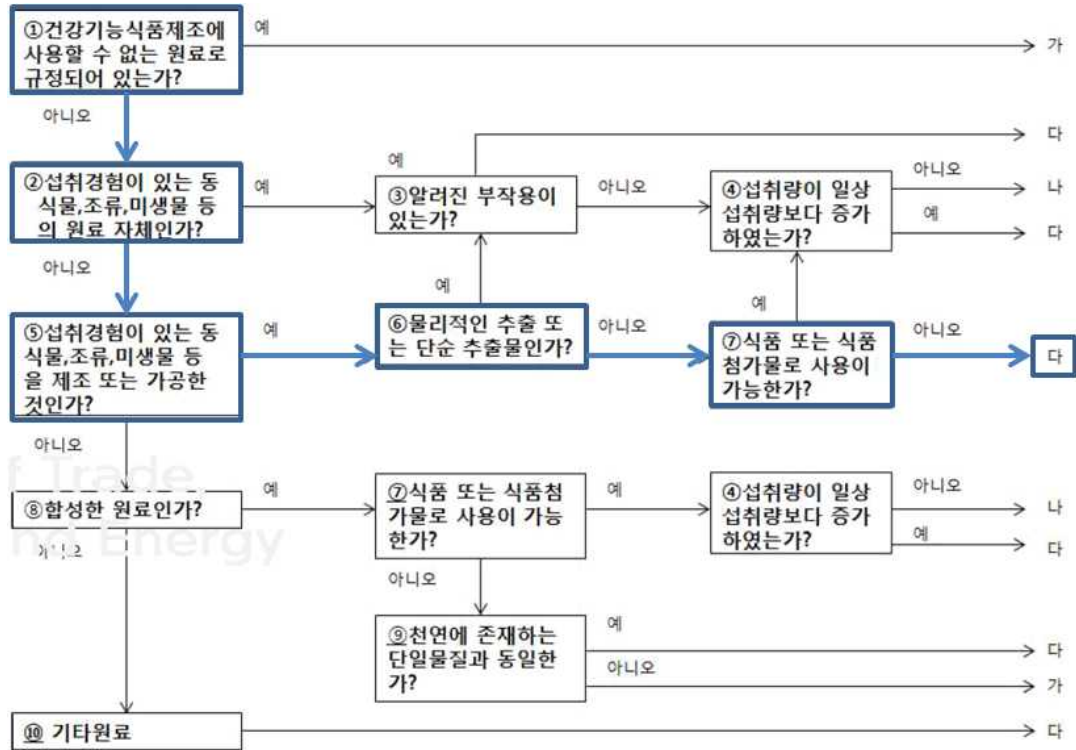 ①건강기능식품제조에
사용할 수 없는 원료로
규정되어 있는가?
예
가
아니오
다
예
②섭취경험이 있는 동
식물,조류,미생물 등
의 원료 자체인가?
예
③알려진 부작용이
있는가?
아니오
④섭취량이 일상
섭취량보다 증가
하였는가?
아니오
나
예
다
아니오
예
예
⑤섭취경험이 있는 동
식물,조류,미생물 등
을 제조 또는 가공한
것인가?
예
⑥물리적인 추출 또
는 단순 추출물인가?
아니오
⑦식품 또는 식품
첨가물로 사용이
가능한가?
아니오
다
아니오
f Trade,
nd Energy
⑧합성한 원료인가?
예
⑦식품 또는 식품첨
가물로 사용이 가능
한가?
예
④섭취량이 일상
섭취량보다 증가
하였는가?
아니오
나
예
다
아니오
아니오
⑨천연에 존재하는
단일물질과 동일한
가?
예
다
아니오
가
⑩ 기타원료
다